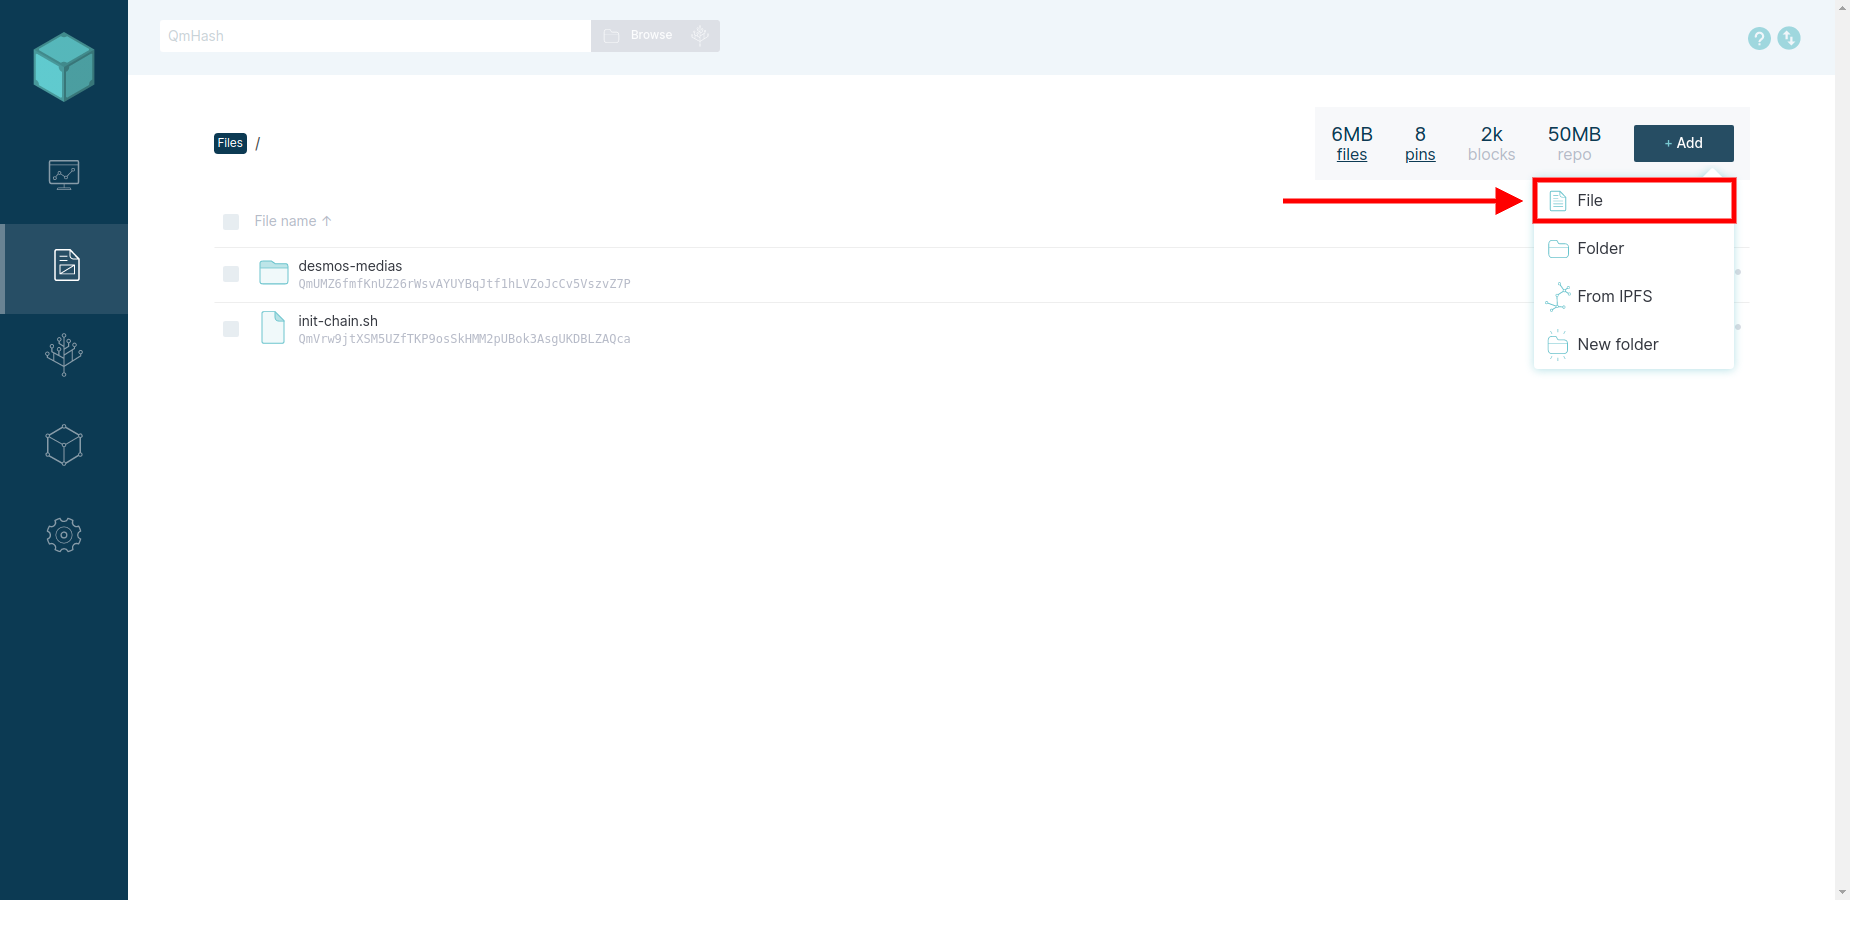 QmHash
Browse
?
Files /
6MB files
8 pins
2k blocks
50MB repo
+ Add
File
Folder
From IPFS
New folder
File name ↑
desmos-medias
QmUMZ6fmfKnUZ26rWsvAYUYBqJtf1hLVZoJcCv5VszvZ7P
init-chain.sh
QmVrw9jtXSM5UZfTKP9osSkHMM2pUBok3AsgUKDBLZAQca